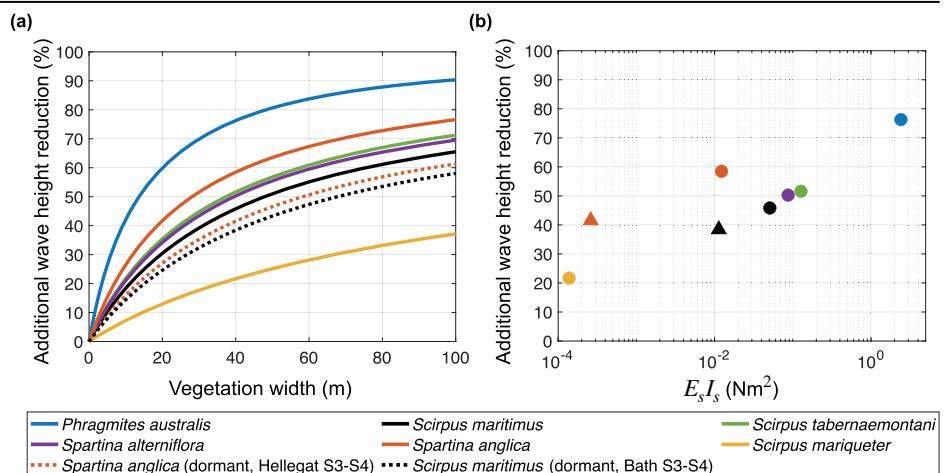 (a)
(b)
Additional wave height reduction (%)
100
90
80
70
60
50
40
30
20
10
0
0 20 40 60 80 100
Vegetation width (m)
Additional wave height reduction (%)
100
90
80
70
60
50
40
30
20
10
0
10⁻⁴ 10⁻² 10⁰
EₛIₛ (Nm²)
Phragmites australis Scirpus maritimus Scirpus tabernaemontani
Spartina alterniflora Spartina anglica Scirpus mariqueter
Spartina anglica (dormant, Hellegat S3-S4) Scirpus maritimus (dormant, Bath S3-S4)